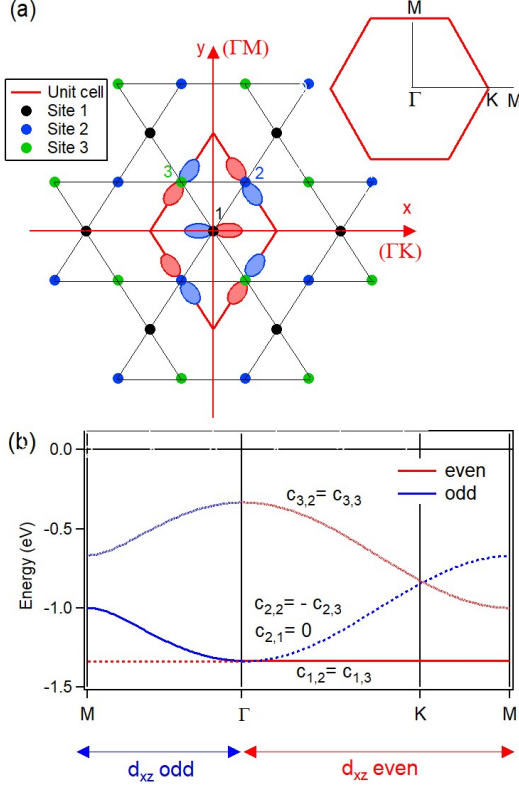 (a)
y
(ΓM)
M
Γ
K
M
Unit cell
Site 1
Site 2
Site 3
3
2
1
x
(ΓK)
(b)
0.0
-0.5
-1.0
-1.5
Energy (eV)
even
odd
c3,2= c3,3
c2,2= - c2,3
c2,1= 0
c1,2= c1,3
M
Γ
K
M
dxz odd
dxz even